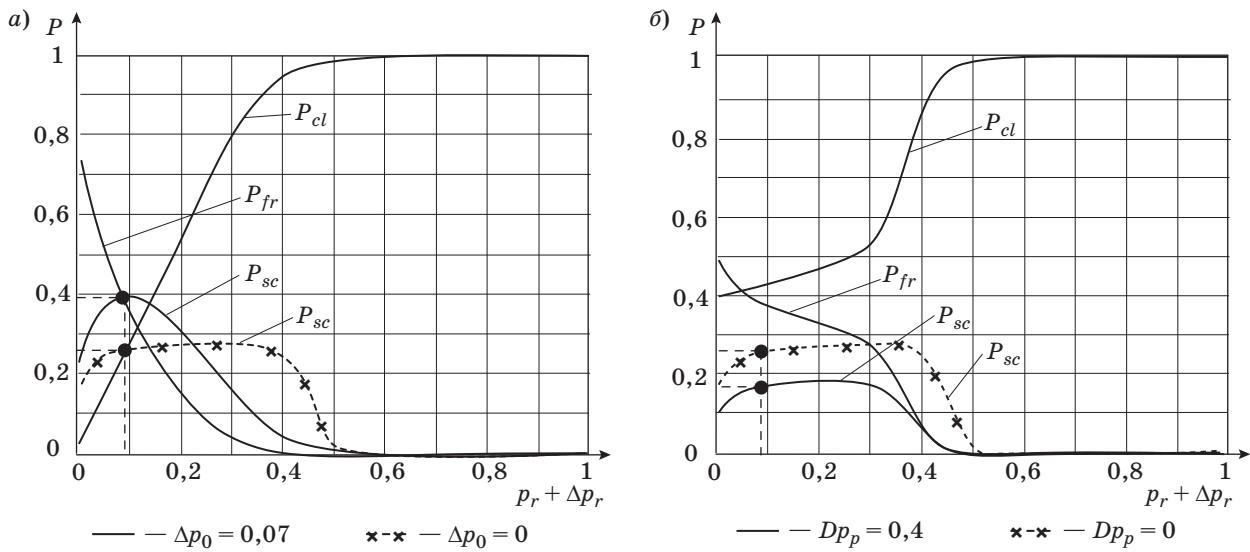 а)
P
1
0,8
0,6
0,4
0,2
0
P_cl
P_fr
P_sc
P_sc
0 0,2 0,4 0,6 0,8 1
p_r + Δp_r
— Δp_0 = 0,07 — Δp_0 = 0
б)
P
1
0,8
0,6
0,4
0,2
0
P_cl
P_fr
P_sc
P_sc
0 0,2 0,4 0,6 0,8 1
p_r + Δp_r
— Dp_p = 0,4 — Dp_p = 0